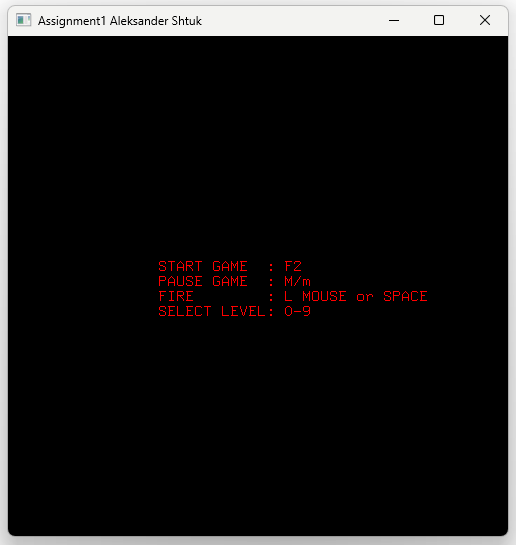 Assignment1 Aleksander Shtuk
START GAME  : F2
PAUSE GAME  : M/m
FIRE        : L MOUSE or SPACE
SELECT LEVEL: 0-9